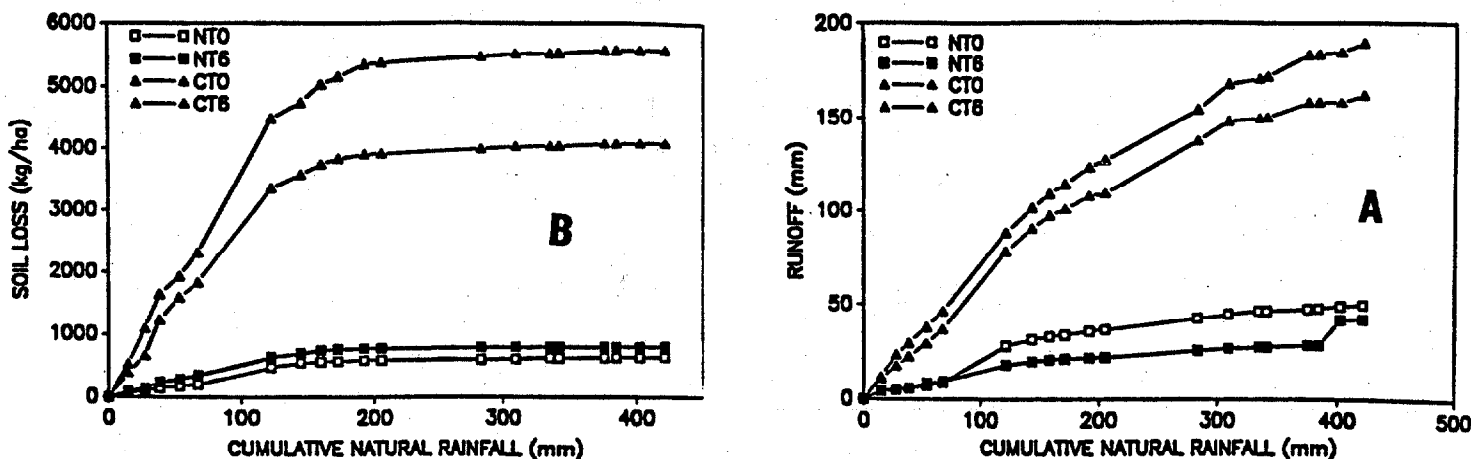 6000
5000
4000
3000
2000
1000
0
SOIL LOSS (kg/ha)
NT0
NT6
CT0
CT6
B
0 100 200 300 400
CUMULATIVE NATURAL RAINFALL (mm)
200
150
100
50
0
RUNOFF (mm)
NT0
NT6
CT0
CT6
A
0 100 200 300 400 500
CUMULATIVE NATURAL RAINFALL (mm)